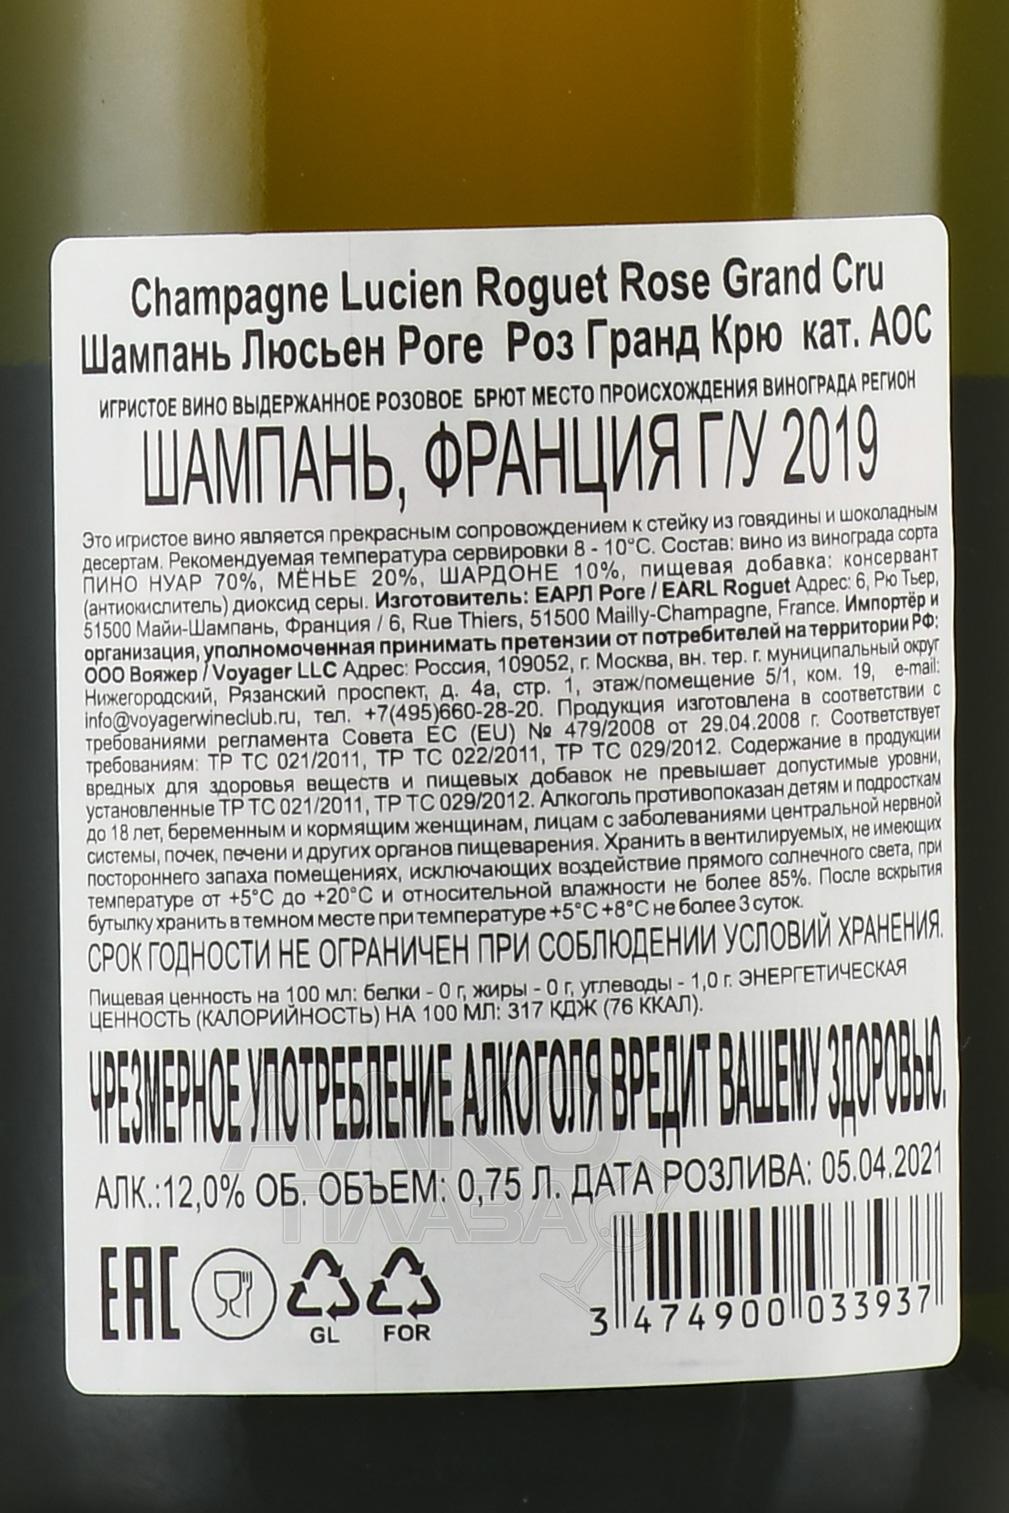 Champagne Lucien Roguet Rose Grand Cru
Шампань Люсьен Роге Роз Гранд Крю кат. АОС
ИГРИСТОЕ ВИНО ВЫДЕРЖАННОЕ РОЗОВОЕ БРЮТ МЕСТО ПРОИСХОЖДЕНИЯ ВИНОГРАДА РЕГИОН
ШАМПАНЬ, ФРАНЦИЯ Г/У 2019
Это игристое вино является прекрасным сопровождением к стейку из говядины и шоколадным
десертам. Рекомендуемая температура сервировки 8 - 10°С. Состав: вино из винограда сорта
ПИНО НУАР 70%, МЁНЬЕ 20%, ШАРДОНЕ 10%, пищевая добавка: консервант
(антиокислитель) диоксид серы. Изготовитель: ЕАРЛ Роге / EARL Roguet Адрес: 6, Рю Тьер,
51500 Майи-Шампань, Франция / 6, Rue Thiers, 51500 Mailly-Champagne, France. Импортёр и
организация, уполномоченная принимать претензии от потребителей на территории РФ:
ООО Вояжер / Voyager LLC Адрес: Россия, 109052, г. Москва, вн. тер. г. муниципальный округ
Нижегородский, Рязанский проспект, д. 4а, стр. 1, этаж/помещение 5/1, ком. 19, e-mail:
info@voyagerwineclub.ru, тел. +7(495)660-28-20. Продукция изготовлена в соответствии с
требованиями регламента Совета ЕС (EU) № 479/2008 от 29.04.2008 г. Соответствует
требованиям: ТР ТС 021/2011, ТР ТС 022/2011, ТР ТС 029/2012. Содержание в продукции
вредных для здоровья веществ и пищевых добавок не превышает допустимые уровни,
установленные ТР ТС 021/2011, ТР ТС 029/2012. Алкоголь противопоказан детям и подросткам
до 18 лет, беременным и кормящим женщинам, лицам с заболеваниями центральной нервной
системы, почек, печени и других органов пищеварения. Хранить в вентилируемых, не имеющих
постороннего запаха помещениях, исключающих воздействие прямого солнечного света, при
температуре от +5°С до +20°С и относительной влажности не более 85%. После вскрытия
бутылку хранить в темном месте при температуре +5°С +8°С не более 3 суток.
СРОК ГОДНОСТИ НЕ ОГРАНИЧЕН ПРИ СОБЛЮДЕНИИ УСЛОВИЙ ХРАНЕНИЯ.
Пищевая ценность на 100 мл: белки - 0 г, жиры - 0 г, углеводы - 1,0 г. ЭНЕРГЕТИЧЕСКАЯ
ЦЕННОСТЬ (КАЛОРИЙНОСТЬ) НА 100 МЛ: 317 КДЖ (76 ККАЛ).
ЧРЕЗМЕРНОЕ УПОТРЕБЛЕНИЕ АЛКОГОЛЯ ВРЕДИТ ВАШЕМУ ЗДОРОВЬЮ.
АЛК.:12,0% ОБ. ОБЪЕМ: 0,75 Л. ДАТА РОЗЛИВА: 05.04.2021
АЛКО
ПЛАЗА
EAC
GL
FOR
3 474900 033937